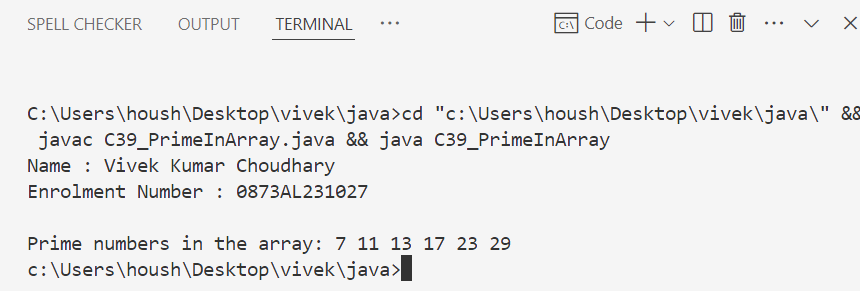 SPELL CHECKER OUTPUT TERMINAL ... Code
C:\Users\housh\Desktop\vivek\java>cd "c:\Users\housh\Desktop\vivek\java\" &&
 javac C39_PrimeInArray.java && java C39_PrimeInArray
Name : Vivek Kumar Choudhary
Enrolment Number : 0873AL231027

Prime numbers in the array: 7 11 13 17 23 29
c:\Users\housh\Desktop\vivek\java>